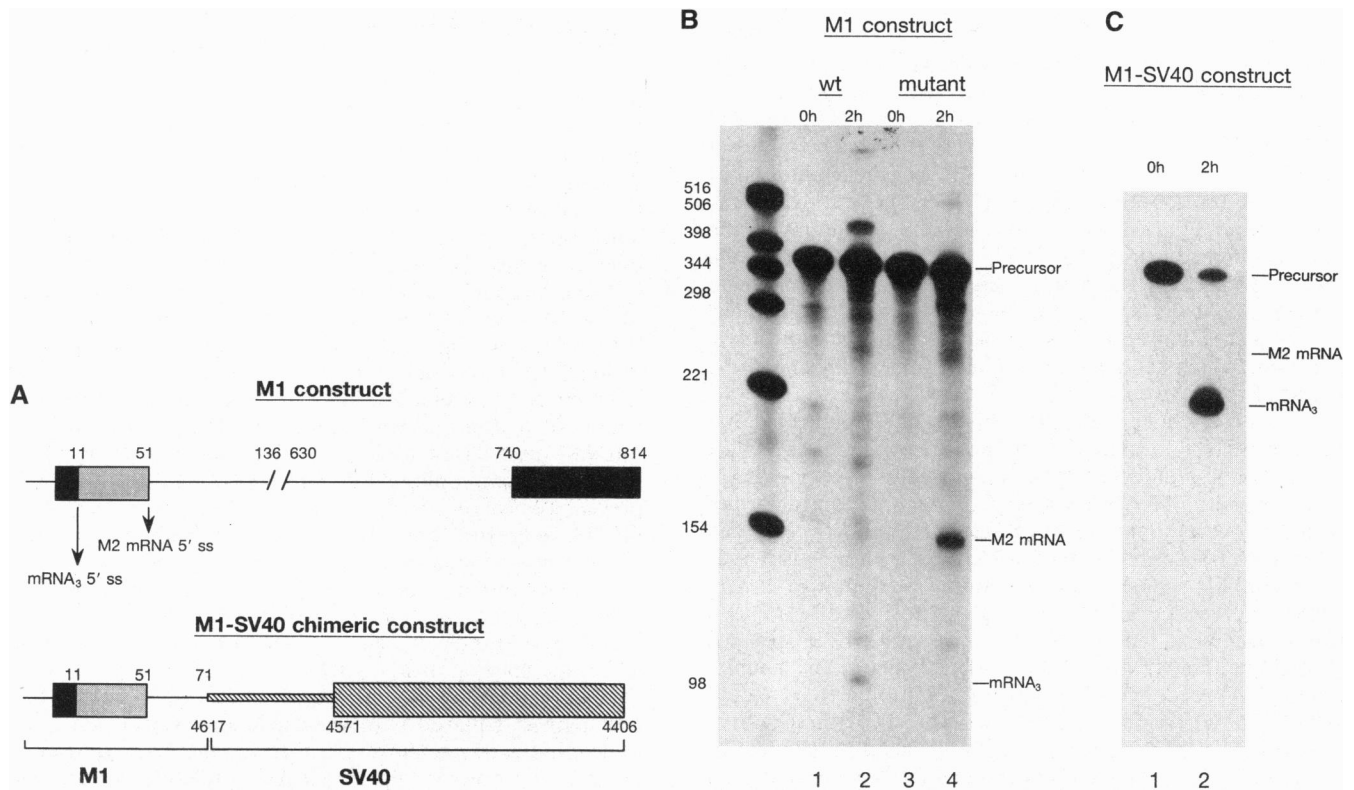 A
M1 construct
11 51 136 630 740 814
M2 mRNA 5' ss
mRNA₃ 5' ss
M1-SV40 chimeric construct
11 51 71
4617 4571 4406
M1 SV40
B
M1 construct
wt mutant
0h 2h 0h 2h
516
506
398
344
298
221
154
98
Precursor
M2 mRNA
mRNA₃
1 2 3 4
C
M1-SV40 construct
0h 2h
Precursor
M2 mRNA
mRNA₃
1 2